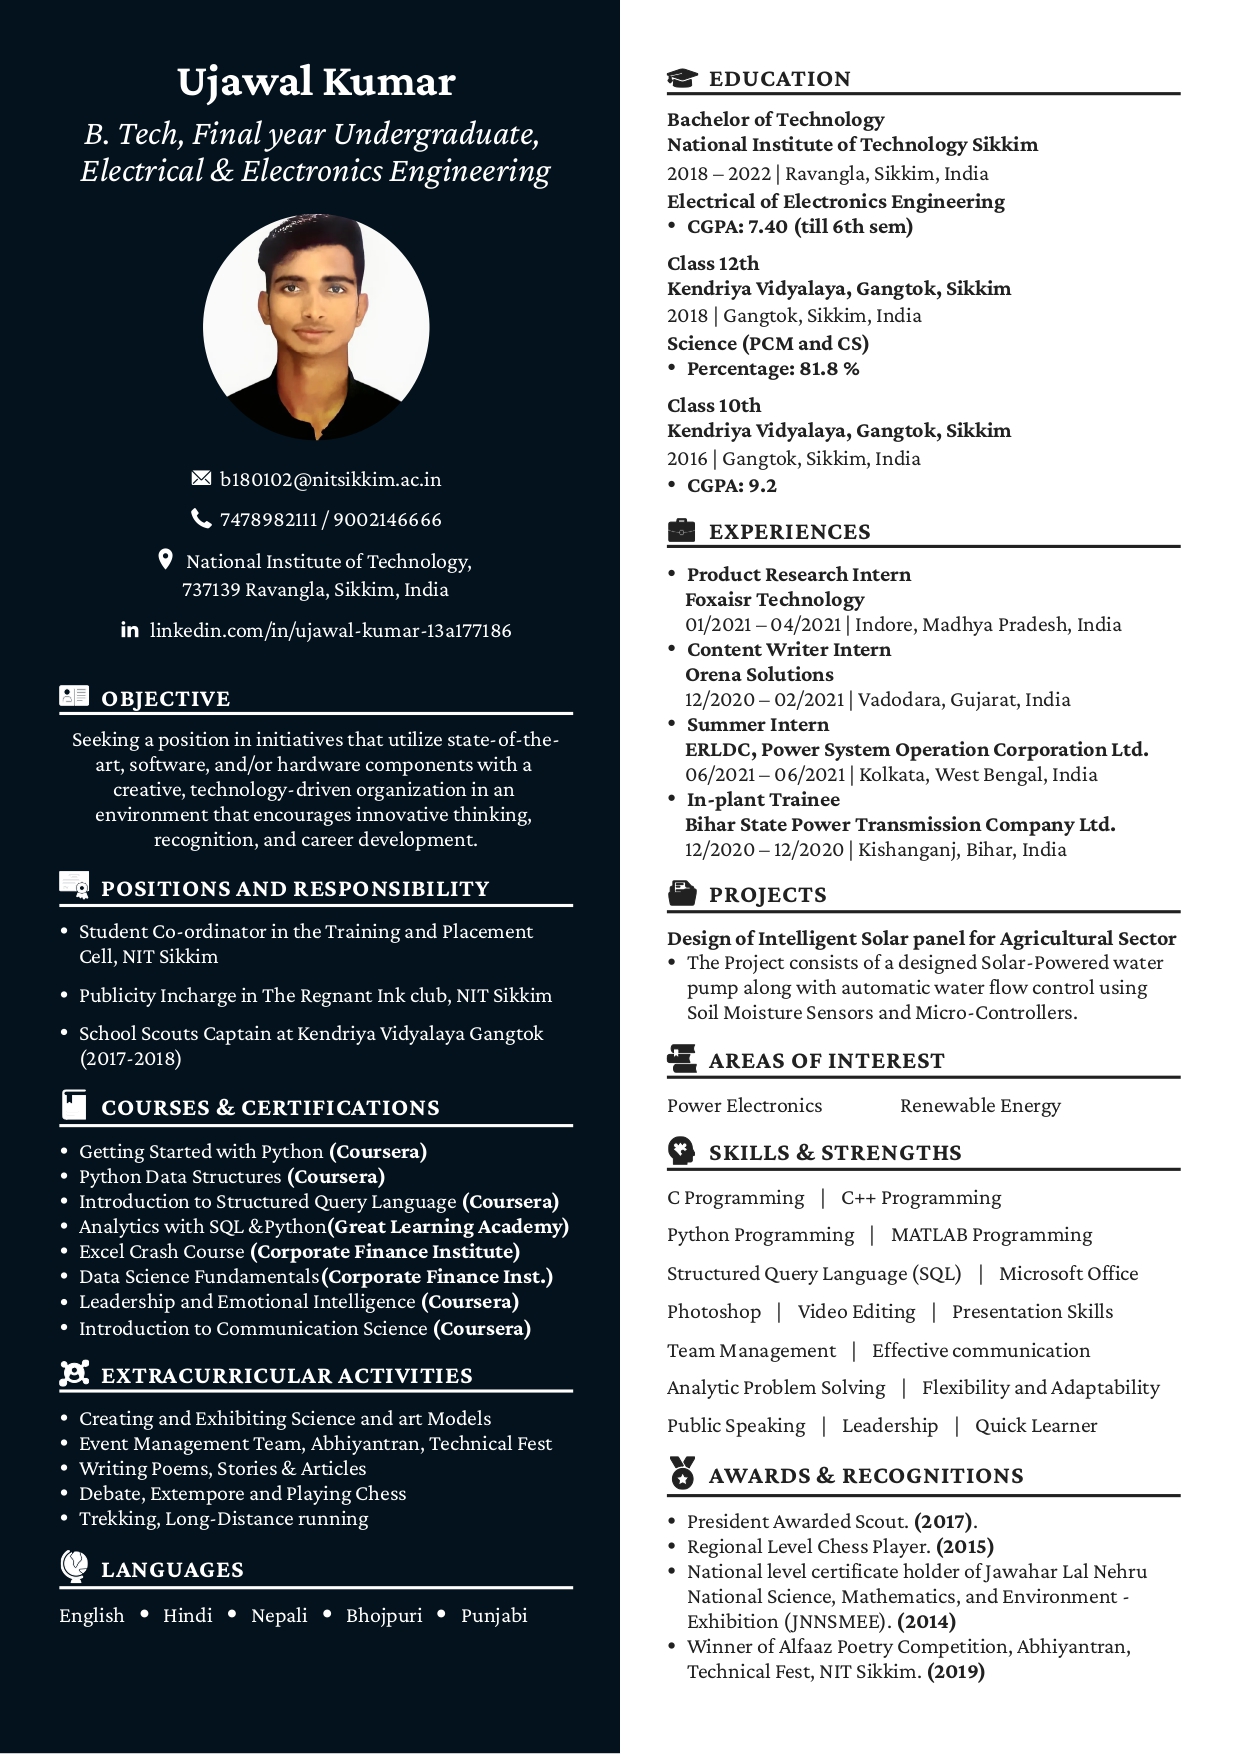 Ujawal Kumar
B. Tech, Final year Undergraduate,
Electrical & Electronics Engineering
b180102@nitsikkim.ac.in
7478982111 / 9002146666
National Institute of Technology,
737139 Ravangla, Sikkim, India
linkedin.com/in/ujawal-kumar-13a177186
OBJECTIVE
Seeking a position in initiatives that utilize state-of-the-
art, software, and/or hardware components with a
creative, technology-driven organization in an
environment that encourages innovative thinking,
recognition, and career development.
POSITIONS AND RESPONSIBILITY
• Student Co-ordinator in the Training and Placement
Cell, NIT Sikkim
• Publicity Incharge in The Regnant Ink club, NIT Sikkim
• School Scouts Captain at Kendriya Vidyalaya Gangtok
(2017-2018)
COURSES & CERTIFICATIONS
• Getting Started with Python (Coursera)
• Python Data Structures (Coursera)
• Introduction to Structured Query Language (Coursera)
• Analytics with SQL &Python(Great Learning Academy)
• Excel Crash Course (Corporate Finance Institute)
• Data Science Fundamentals(Corporate Finance Inst.)
• Leadership and Emotional Intelligence (Coursera)
• Introduction to Communication Science (Coursera)
EXTRACURRICULAR ACTIVITIES
• Creating and Exhibiting Science and art Models
• Event Management Team, Abhiyantran, Technical Fest
• Writing Poems, Stories & Articles
• Debate, Extempore and Playing Chess
• Trekking, Long-Distance running
LANGUAGES
English • Hindi • Nepali • Bhojpuri • Punjabi
EDUCATION
Bachelor of Technology
National Institute of Technology Sikkim
2018 – 2022 | Ravangla, Sikkim, India
Electrical of Electronics Engineering
• CGPA: 7.40 (till 6th sem)
Class 12th
Kendriya Vidyalaya, Gangtok, Sikkim
2018 | Gangtok, Sikkim, India
Science (PCM and CS)
• Percentage: 81.8 %
Class 10th
Kendriya Vidyalaya, Gangtok, Sikkim
2016 | Gangtok, Sikkim, India
• CGPA: 9.2
EXPERIENCES
• Product Research Intern
Foxaisr Technology
01/2021 – 04/2021 | Indore, Madhya Pradesh, India
• Content Writer Intern
Orena Solutions
12/2020 – 02/2021 | Vadodara, Gujarat, India
• Summer Intern
ERLDC, Power System Operation Corporation Ltd.
06/2021 – 06/2021 | Kolkata, West Bengal, India
• In-plant Trainee
Bihar State Power Transmission Company Ltd.
12/2020 – 12/2020 | Kishanganj, Bihar, India
PROJECTS
Design of Intelligent Solar panel for Agricultural Sector
• The Project consists of a designed Solar-Powered water
pump along with automatic water flow control using
Soil Moisture Sensors and Micro-Controllers.
AREAS OF INTEREST
Power Electronics Renewable Energy
SKILLS & STRENGTHS
C Programming | C++ Programming
Python Programming | MATLAB Programming
Structured Query Language (SQL) | Microsoft Office
Photoshop | Video Editing | Presentation Skills
Team Management | Effective communication
Analytic Problem Solving | Flexibility and Adaptability
Public Speaking | Leadership | Quick Learner
AWARDS & RECOGNITIONS
• President Awarded Scout. (2017).
• Regional Level Chess Player. (2015)
• National level certificate holder of Jawahar Lal Nehru
National Science, Mathematics, and Environment -
Exhibition (JNNSMEE). (2014)
• Winner of Alfaaz Poetry Competition, Abhiyantran,
Technical Fest, NIT Sikkim. (2019)